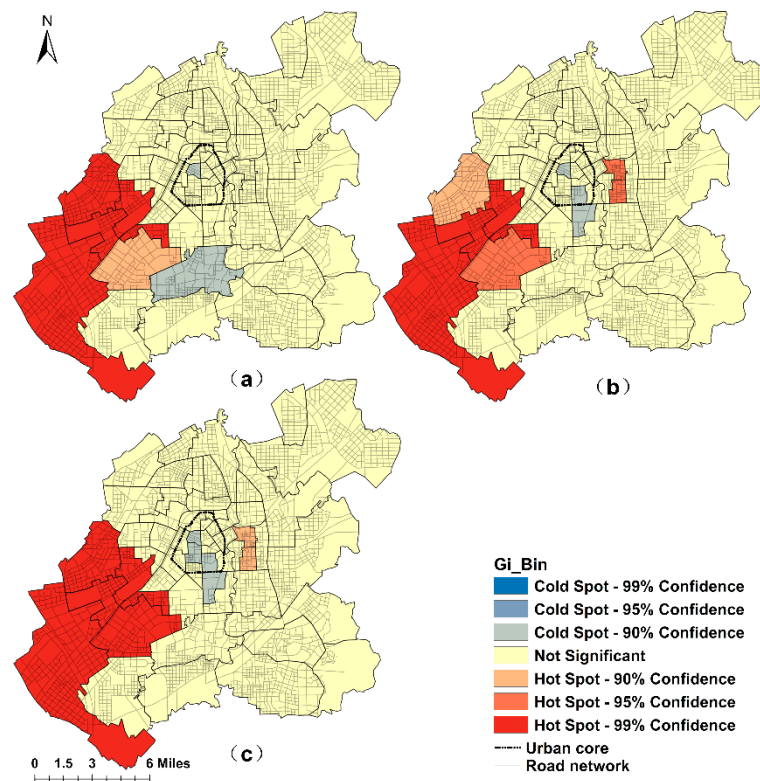 N
（a）
（b）
（c）
Gi_Bin
Cold Spot - 99% Confidence
Cold Spot - 95% Confidence
Cold Spot - 90% Confidence
Not Significant
Hot Spot - 90% Confidence
Hot Spot - 95% Confidence
Hot Spot - 99% Confidence
Urban core
Road network
0 1.5 3 6 Miles